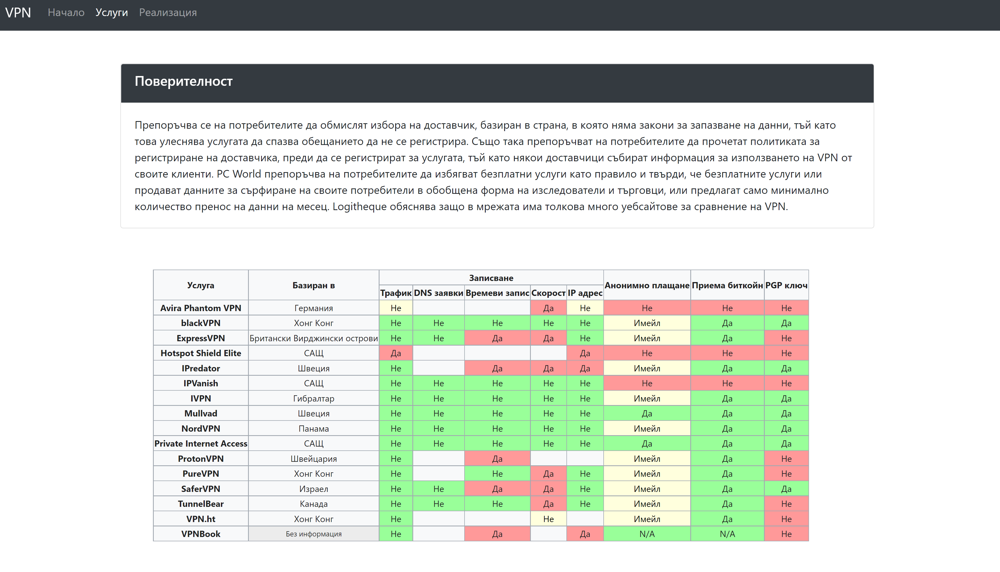 VPN Начало Услуги Реализация
Поверителност
Препоръчва се на потребителите да обмислят избора на доставчик, базиран в страна, в която няма закони за запазване на данни, тъй като
това улеснява услугата да спазва обещанието да не се регистрира. Също така препоръчват на потребителите да прочетат политиката за
регистриране на доставчика, преди да се регистрират за услугата, тъй като някои доставчици събират информация за използването на VPN от
своите клиенти. PC World препоръчва на потребителите да избягват безплатни услуги като правило и твърди, че безплатните услуги или
продават данните за сърфиране на своите потребители в обобщена форма на изследователи и търговци, или предлагат само минимално
количество пренос на данни на месец. Logitheque обяснява защо в мрежата има толкова много уебсайтове за сравнение на VPN.
Услуга Базиран в Записване Анонимно плащане Приема биткойн PGP ключ
Трафик DNS заявки Времеви запис Скорост IP адрес
Avira Phantom VPN Германия Не Да Не Не Не Не
blackVPN Хонг Конг Не Не Не Не Не Имейл Да Да
ExpressVPN Британски Вирджински острови Не Не Да Да Не Имейл Да Не
Hotspot Shield Elite САЩ Да Да Не Не Не
IPredator Швеция Не Да Да Да Имейл Да Да
IPVanish САЩ Не Не Не Не Не Не Не Не
IVPN Гибралтар Не Не Не Не Не Имейл Да Да
Mullvad Швеция Не Не Не Не Не Да Да Да
NordVPN Панама Не Не Не Не Не Имейл Да Да
Private Internet Access САЩ Не Не Не Не Не Да Да Да
ProtonVPN Швейцария Не Да Имейл Да Не
PureVPN Хонг Конг Не Не Да Не Имейл Да Не
SaferVPN Израел Не Не Да Да Не Имейл Да Да
TunnelBear Канада Не Не Не Да Не Имейл Да Не
VPN.ht Хонг Конг Не Не Имейл Да Не
VPNBook Без информация Не Да Да N/A N/A Не